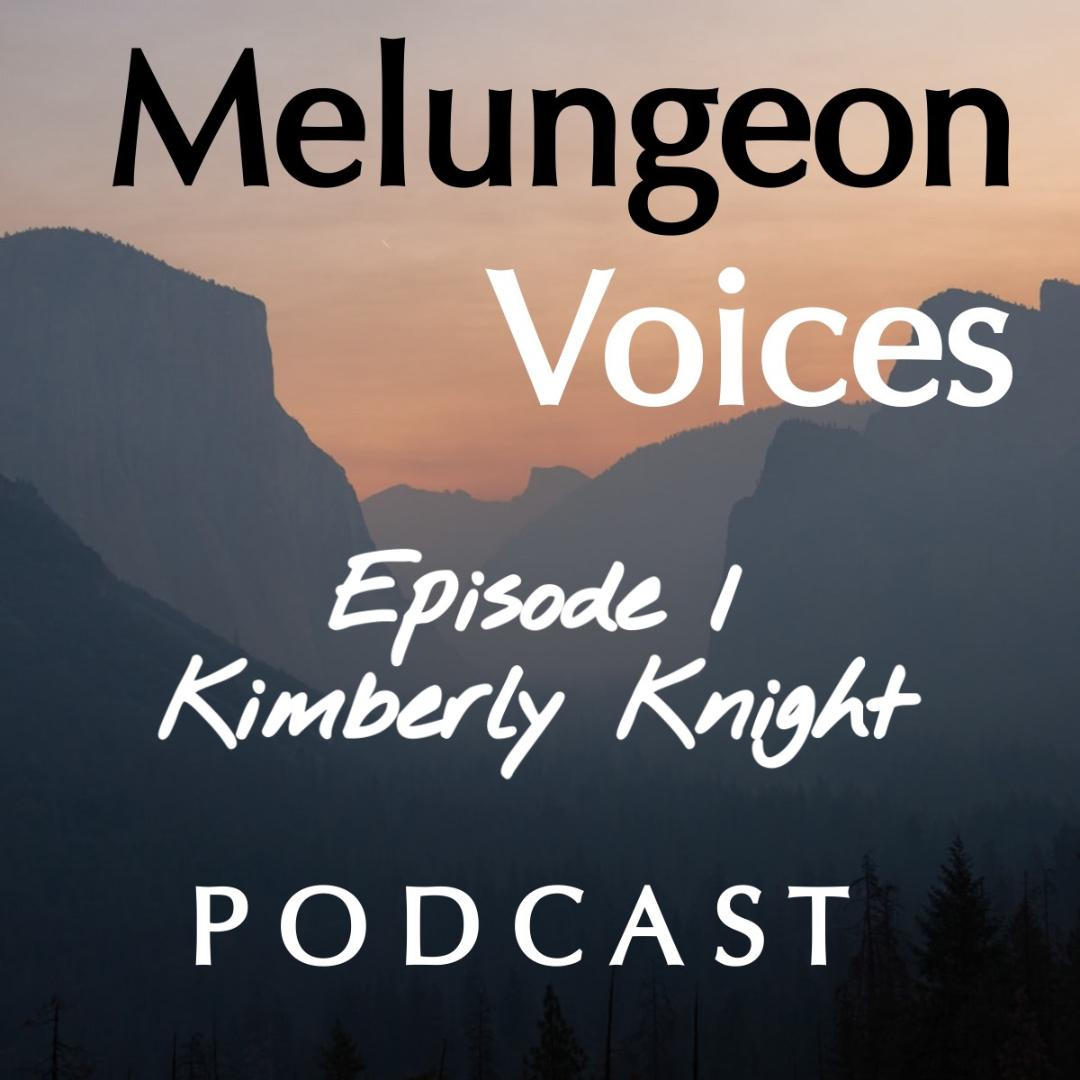 Melungeon
Voices
Episode 1
Kimberly Knight
PODCAST